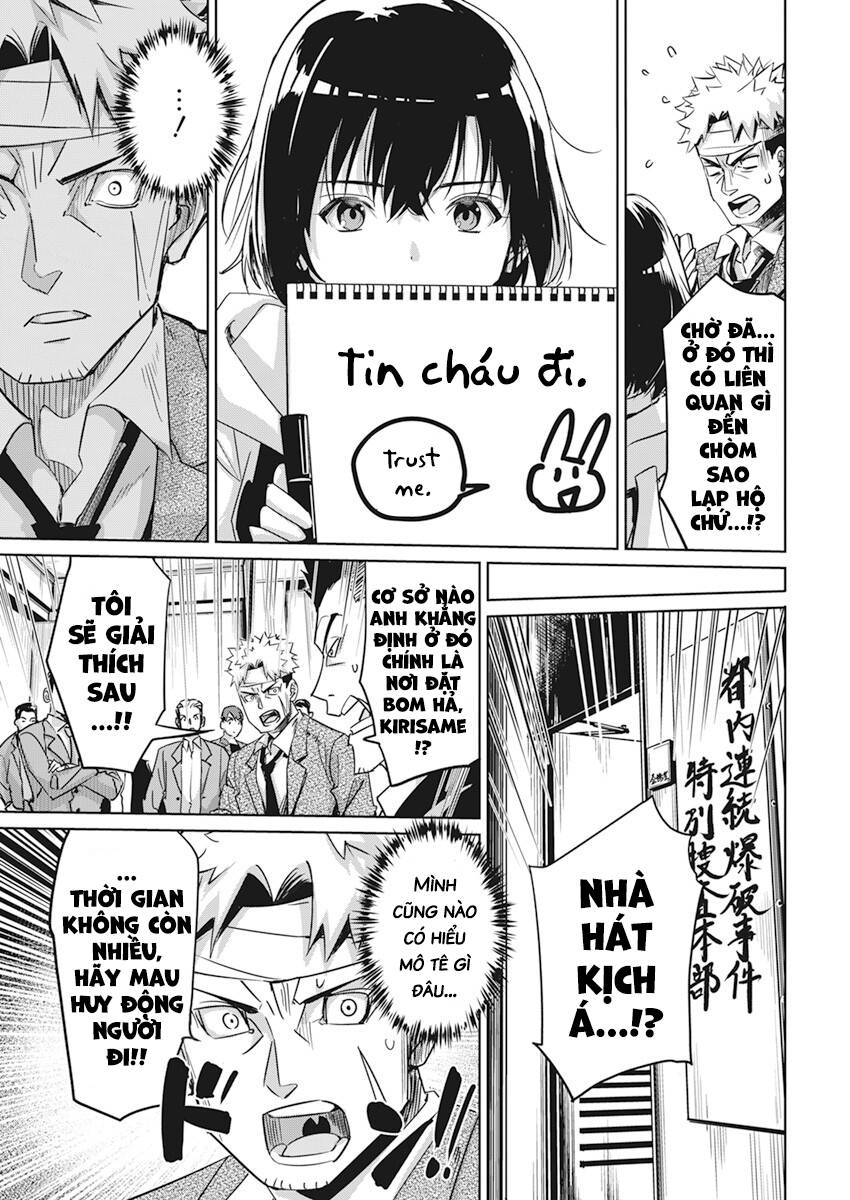 CHỜ ĐÃ...
Ở ĐÓ THÌ
CÓ LIÊN
QUAN GÌ
ĐẾN
CHÒM
SAO
LẠP HỘ
CHỨ...!?
Tin cháu đi.
Trust
me.
...!
都内連続爆破事件
特別捜査本部
会議室
NHÀ
HÁT
KỊCH
Á...!?
CƠ SỞ NÀO
ANH KHẲNG
ĐỊNH Ở ĐÓ
CHÍNH LÀ
NƠI ĐẶT
BOM HẢ,
KIRISAME
!?
TÔI
SẼ GIẢI
THÍCH
SAU
...!!
MÌNH
CŨNG NÀO
CÓ HIỂU
MÔ TÊ GÌ
ĐÂU...
...
THỜI GIAN
KHÔNG CÒN
NHIỀU,
HÃY MAU
HUY ĐỘNG
NGƯỜI
ĐI!!
ドン!!